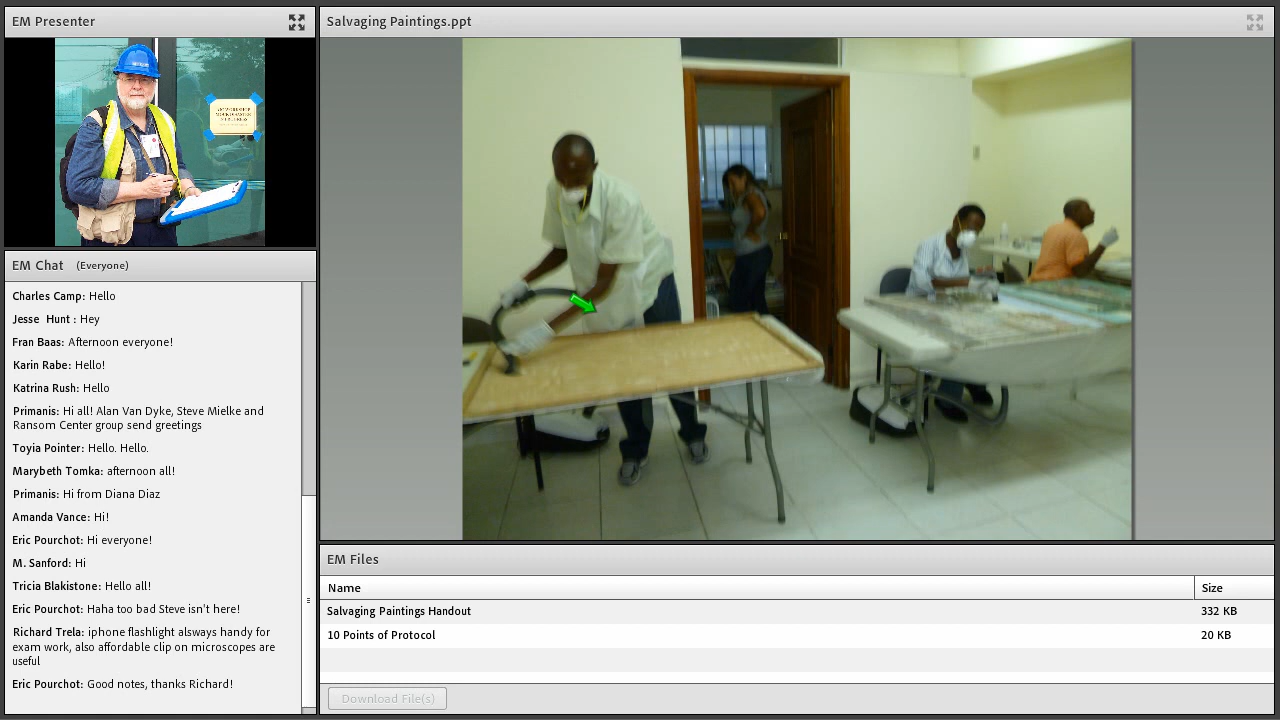 EM Presenter
EM Chat (Everyone)
Charles Camp: Hello
Jesse Hunt : Hey
Fran Baas: Afternoon everyone!
Karin Rabe: Hello!
Katrina Rush: Hello
Primanis: Hi all! Alan Van Dyke, Steve Mielke and
Ransom Center group send greetings
Toyia Pointer: Hello. Hello.
Marybeth Tomka: afternoon all!
Primanis: Hi from Diana Diaz
Amanda Vance: Hi!
Eric Pourchot: Hi everyone!
M. Sanford: Hi
Tricia Blakistone: Hello all!
Eric Pourchot: Haha too bad Steve isn't here!
Richard Trela: iphone flashlight alsways handy for
exam work, also affordable clip on microscopes are
useful
Eric Pourchot: Good notes, thanks Richard!
Salvaging Paintings.ppt
EM Files
Name Size
Salvaging Paintings Handout 332 KB
10 Points of Protocol 20 KB
Download File(s)